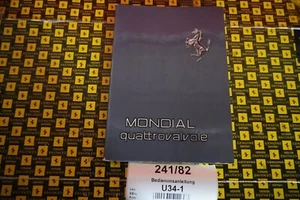 MONDIAL
quattrovalvole
241/82
Bedienungsanleitung
U34-1